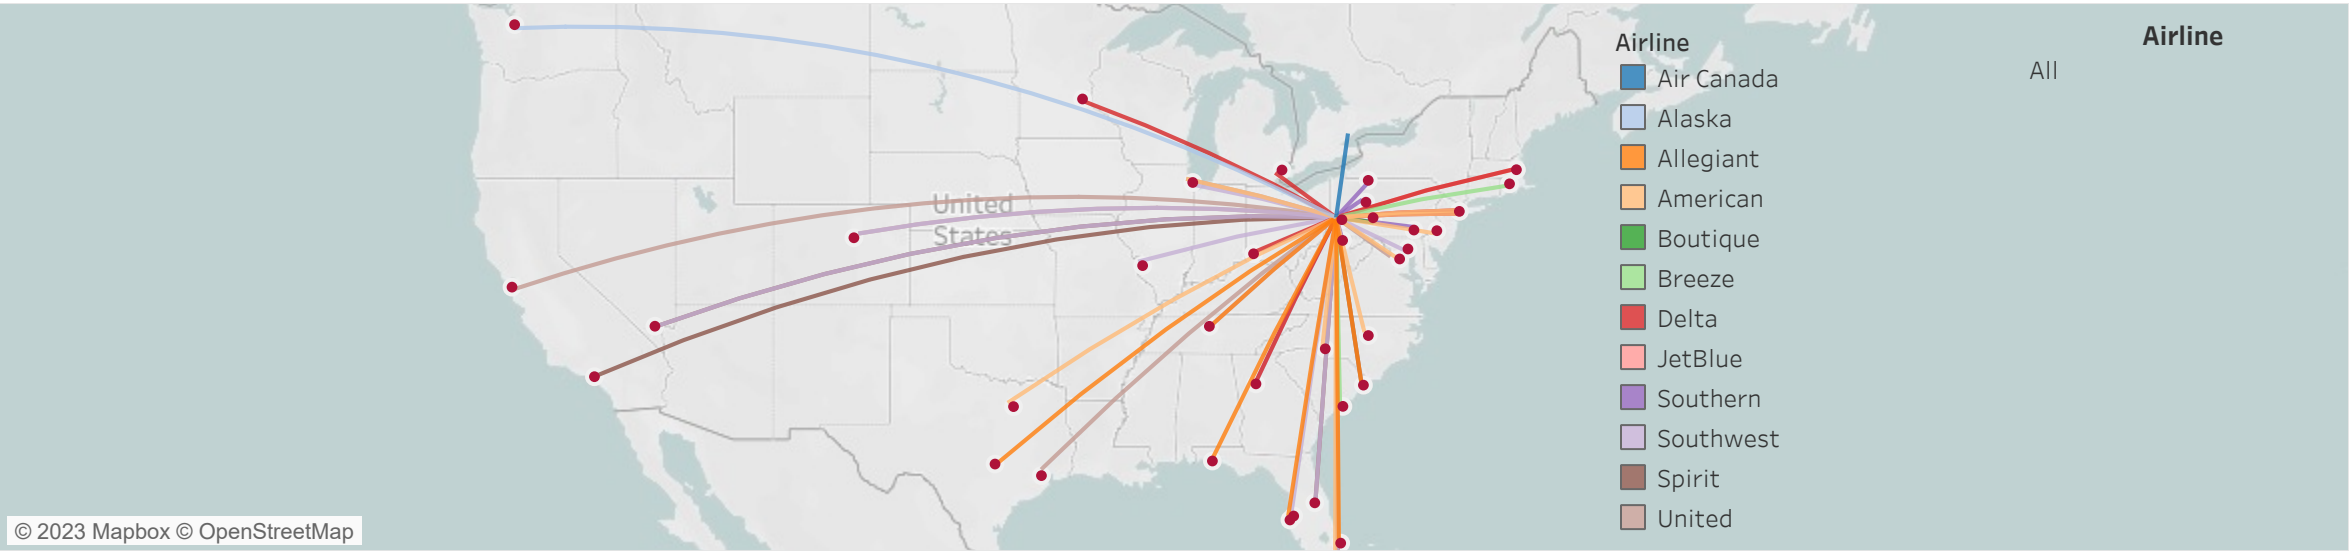 United
States
Airline
Air Canada
Alaska
Allegiant
American
Boutique
Breeze
Delta
JetBlue
Southern
Southwest
Spirit
United
Airline
All
© 2023 Mapbox © OpenStreetMap